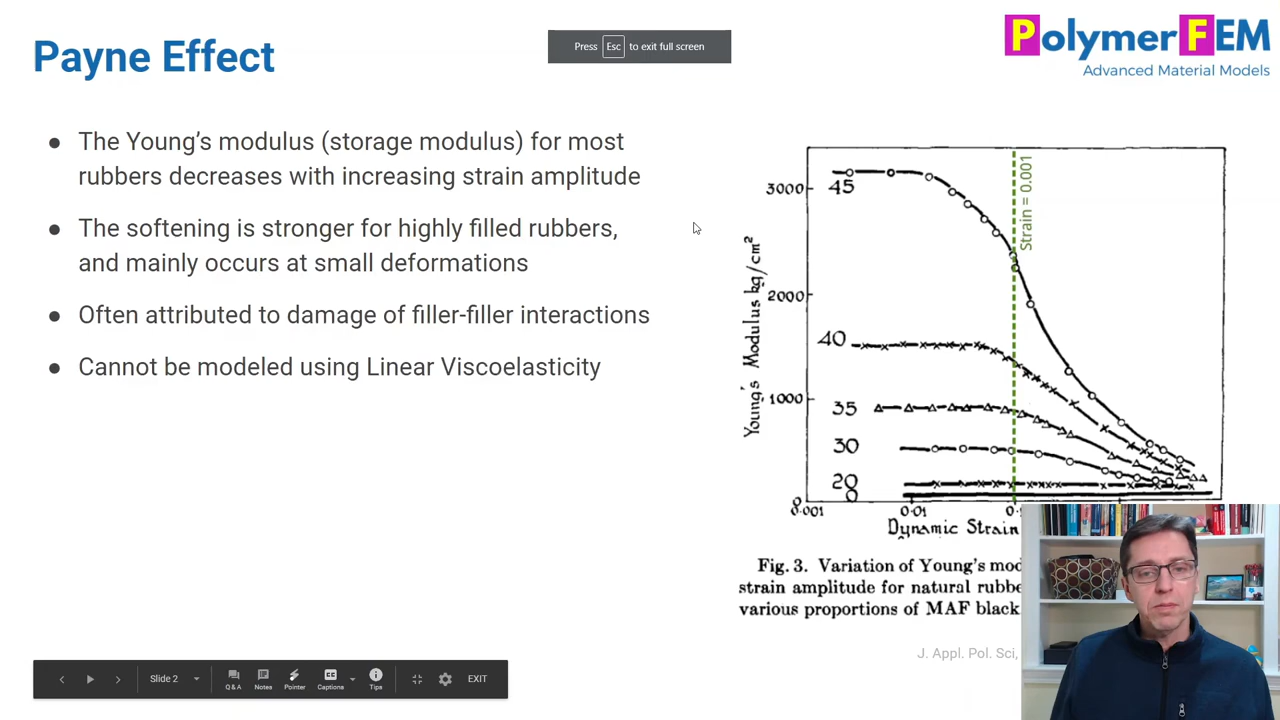 Payne Effect
Press Esc to exit full screen
PolymerFEM
Advanced Material Models
● The Young's modulus (storage modulus) for most
rubbers decreases with increasing strain amplitude
● The softening is stronger for highly filled rubbers,
and mainly occurs at small deformations
● Often attributed to damage of filler-filler interactions
● Cannot be modeled using Linear Viscoelasticity
Strain = 0.001
Young's Modulus kg/cm²
3000
2000
1000
0
45
40
35
30
20
0
0.001
0.01
Dynamic Strain
Fig. 3. Variation of Young's
strain amplitude for natural
various proportions of MAF black
J. Appl. Pol. Sci,
Slide 2
Q & A
Notes
Pointer
Captions
Tips
EXIT